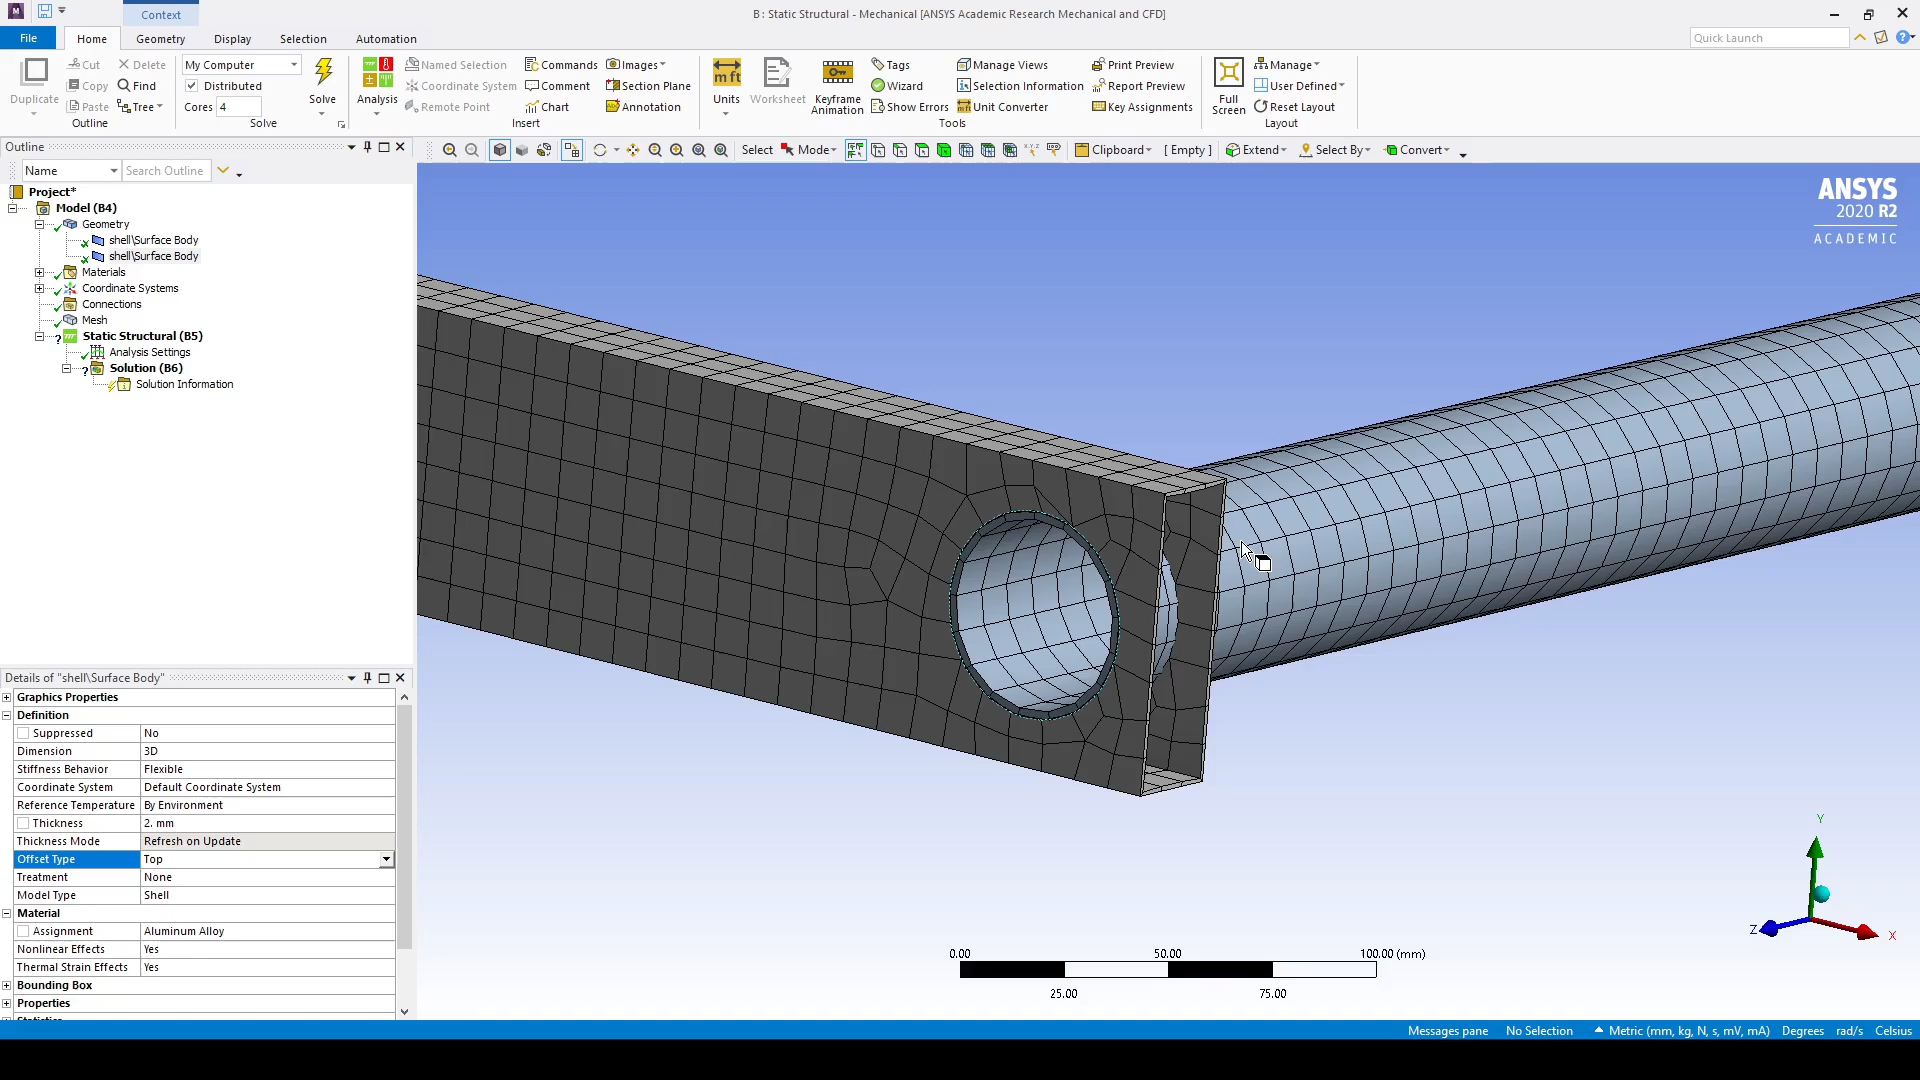 Context
B : Static Structural - Mechanical [ANSYS Academic Research Mechanical and CFD]
File
Home
Geometry
Display
Selection
Automation
Quick Launch
Duplicate
Cut
Delete
Copy
Find
Paste
Tree
Outline
My Computer
Distributed
Cores 4
Solve
Solve
Analysis
Named Selection
Coordinate System
Remote Point
Commands
Comment
Chart
Images
Section Plane
Annotation
Insert
Units
Worksheet
Keyframe
Animation
Tags
Wizard
Show Errors
Manage Views
Selection Information
Unit Converter
Print Preview
Report Preview
Key Assignments
Tools
Full
Screen
Manage
User Defined
Reset Layout
Layout
Outline
Name
Search Outline
Select
Mode
Clipboard
[ Empty ]
Extend
Select By
Convert
Project*
Model (B4)
Geometry
shell\Surface Body
shell\Surface Body
Materials
Coordinate Systems
Connections
Mesh
Static Structural (B5)
Analysis Settings
Solution (B6)
Solution Information
ANSYS
2020 R2
ACADEMIC
Details of "shell\Surface Body"
Graphics Properties
Definition
Suppressed No
Dimension 3D
Stiffness Behavior Flexible
Coordinate System Default Coordinate System
Reference Temperature By Environment
Thickness 2. mm
Thickness Mode Refresh on Update
Offset Type Top
Treatment None
Model Type Shell
Material
Assignment Aluminum Alloy
Nonlinear Effects Yes
Thermal Strain Effects Yes
Bounding Box
Properties
0.00 50.00 100.00 (mm)
25.00 75.00
Y
Z
X
Messages pane No Selection Metric (mm, kg, N, s, mV, mA) Degrees rad/s Celsius